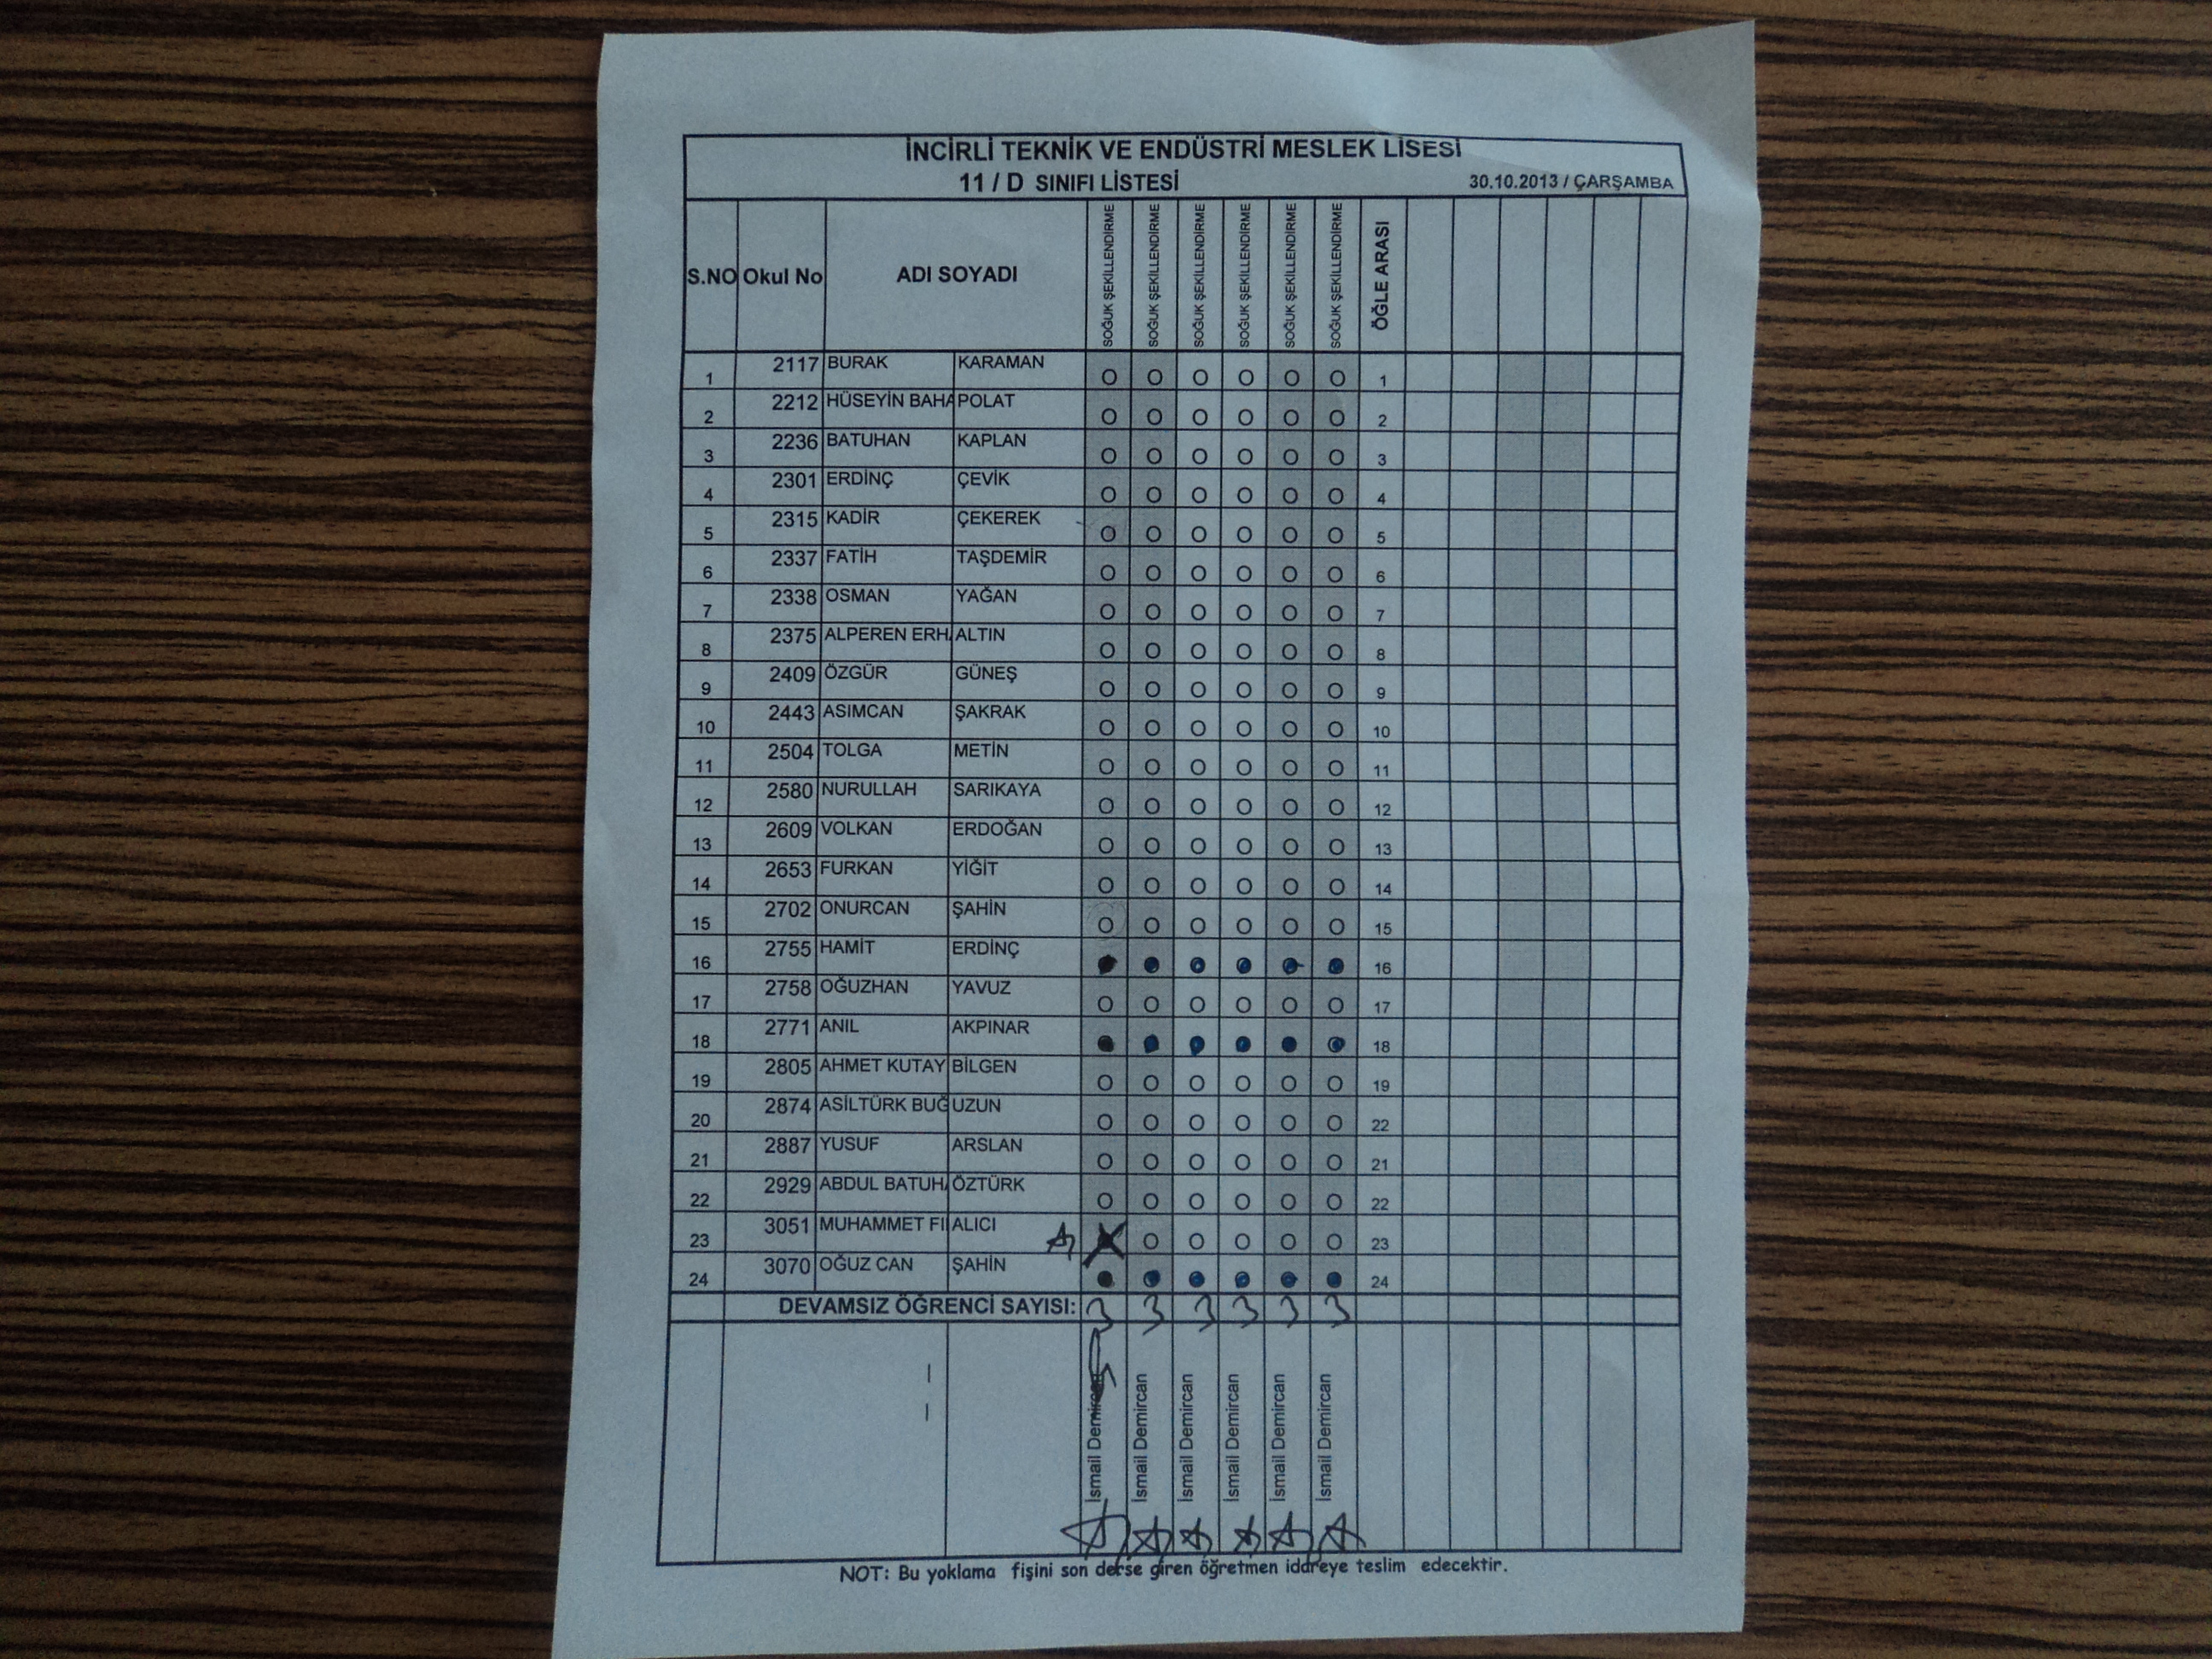 İNCİRLİ TEKNİK VE ENDÜSTRİ MESLEK LİSESİ
11 / D SINIFI LİSTESİ 30.10.2013 / ÇARŞAMBA
S.NO Okul No ADI SOYADI SOĞUK ŞEKİLLENDİRME SOĞUK ŞEKİLLENDİRME SOĞUK ŞEKİLLENDİRME SOĞUK ŞEKİLLENDİRME SOĞUK ŞEKİLLENDİRME SOĞUK ŞEKİLLENDİRME ÖĞLE ARASI
1 2117 BURAK KARAMAN O O O O O O 1
2 2212 HÜSEYİN BAHA POLAT O O O O O O 2
3 2236 BATUHAN KAPLAN O O O O O O 3
4 2301 ERDİNÇ ÇEVİK O O O O O O 4
5 2315 KADİR ÇEKEREK O O O O O O 5
6 2337 FATİH TAŞDEMİR O O O O O O 6
7 2338 OSMAN YAĞAN O O O O O O 7
8 2375 ALPEREN ERHA ALTIN O O O O O O 8
9 2409 ÖZGÜR GÜNEŞ O O O O O O 9
10 2443 ASIMCAN ŞAKRAK O O O O O O 10
11 2504 TOLGA METİN O O O O O O 11
12 2580 NURULLAH SARIKAYA O O O O O O 12
13 2609 VOLKAN ERDOĞAN O O O O O O 13
14 2653 FURKAN YİĞİT O O O O O O 14
15 2702 ONURCAN ŞAHİN O O O O O O 15
16 2755 HAMİT ERDİNÇ 16
17 2758 OĞUZHAN YAVUZ O O O O O O 17
18 2771 ANIL AKPINAR 18
19 2805 AHMET KUTAY BİLGEN O O O O O O 19
20 2874 ASİLTÜRK BUĞ UZUN O O O O O O 22
21 2887 YUSUF ARSLAN O O O O O O 21
22 2929 ABDUL BATUHA ÖZTÜRK O O O O O O 22
23 3051 MUHAMMET FI ALICI O O O O O 23
24 3070 OĞUZ CAN ŞAHİN 24
DEVAMSIZ ÖĞRENCİ SAYISI: 3 3 3 3 3 3
İsmail Demircan İsmail Demircan İsmail Demircan İsmail Demircan İsmail Demircan İsmail Demircan
NOT: Bu yoklama fişini son derse giren öğretmen idareye teslim edecektir.